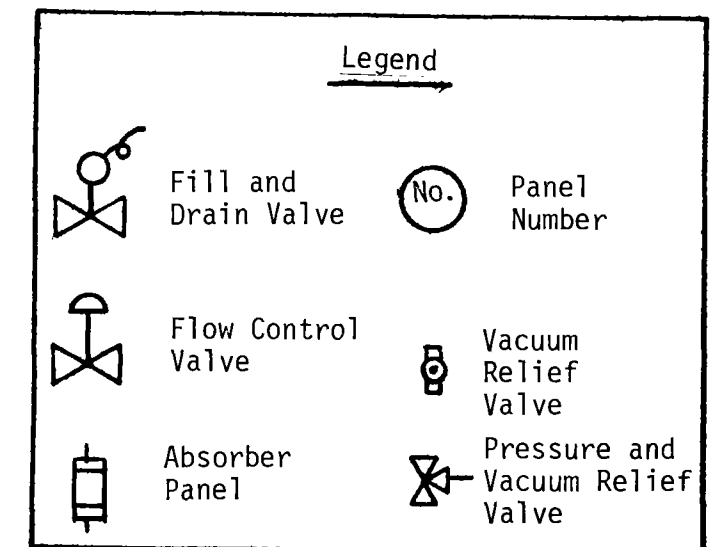 Legend
Fill and
Drain Valve
No.
Panel
Number
Flow Control
Valve
Vacuum
Relief
Valve
Absorber
Panel
Pressure and
Vacuum Relief
Valve